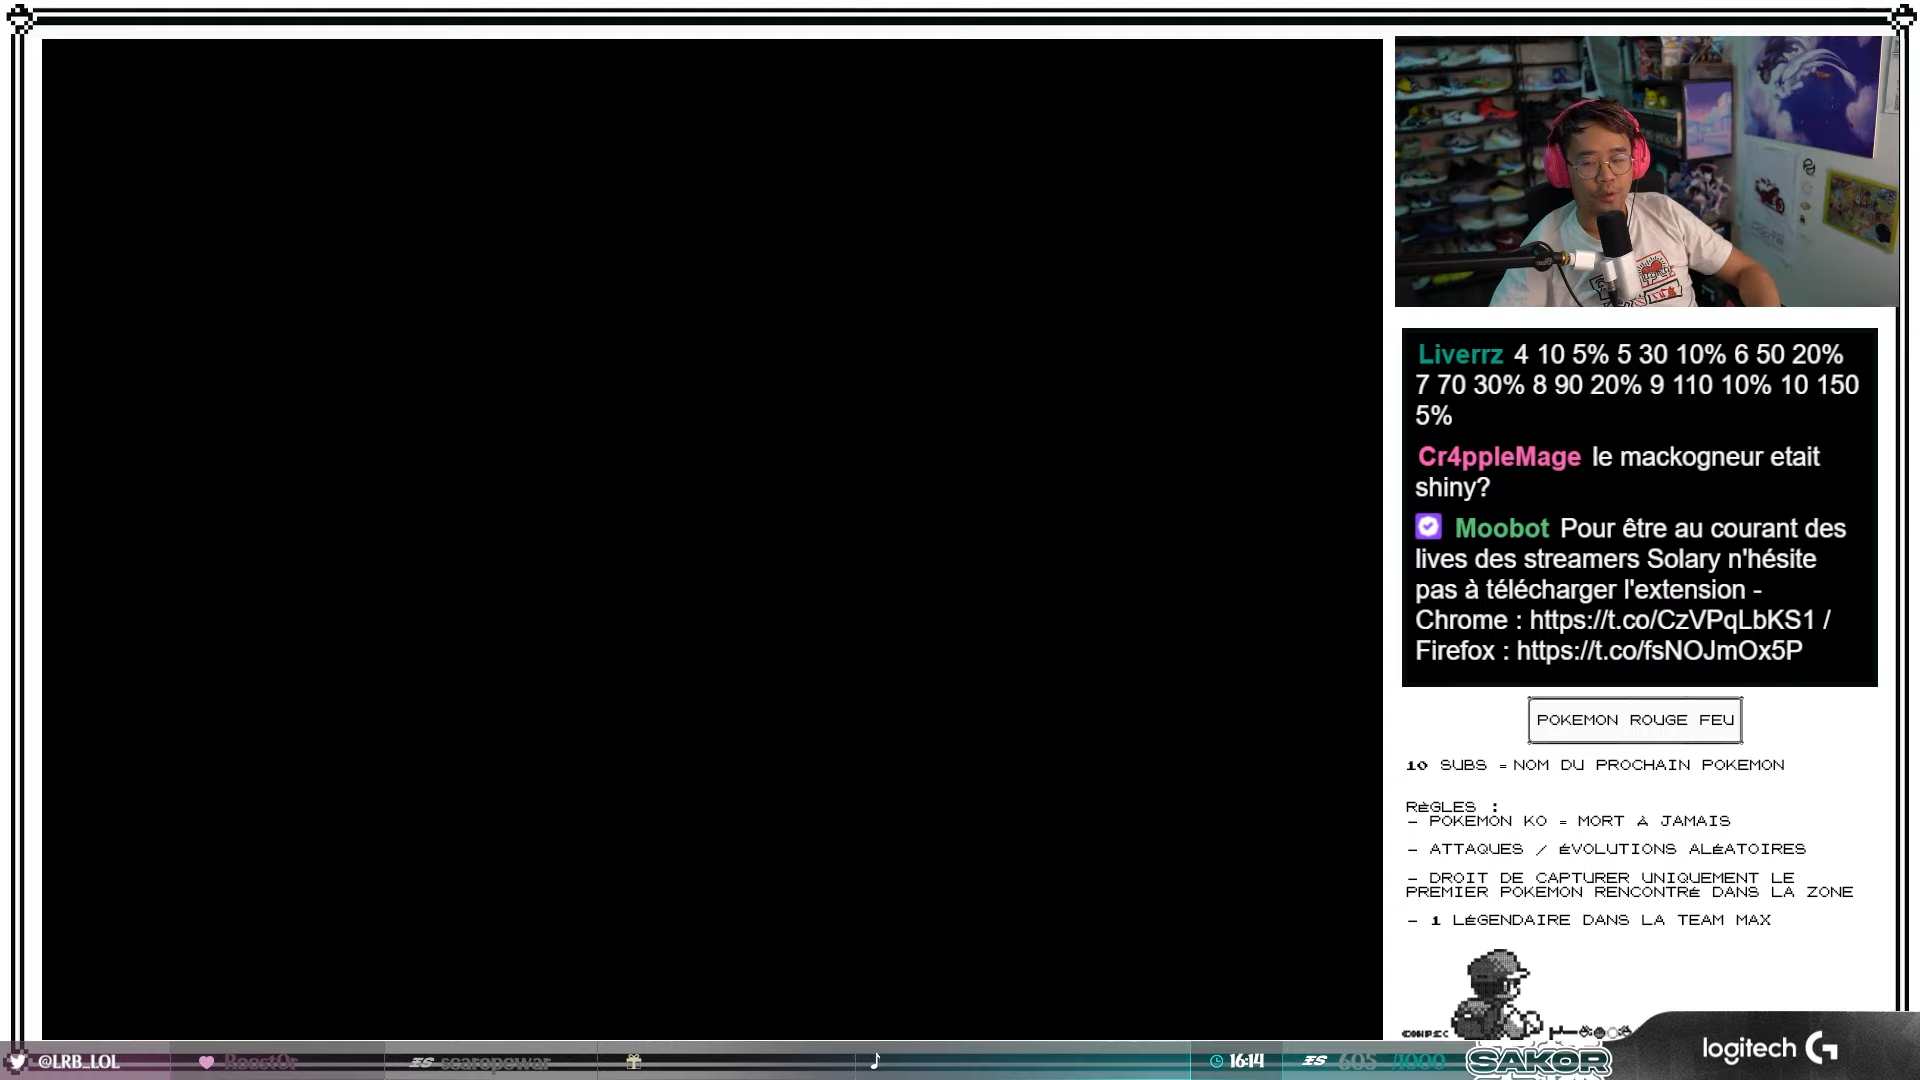 Liverrz 4 10 5% 5 30 10% 6 50 20%
7 70 30% 8 90 20% 9 110 10% 10 150
5%
Cr4ppleMage le mackogneur etait
shiny?
Moobot Pour être au courant des
lives des streamers Solary n'hésite
pas à télécharger l'extension -
Chrome : https://t.co/CzVPqLbKS1 /
Firefox : https://t.co/fsNOJmOx5P
POKEMON ROUGE FEU
10 SUBS = NOM DU PROCHAIN POKEMON
RÈGLES :
- POKEMON KO = MORT À JAMAIS
- ATTAQUES / ÉVOLUTIONS ALÉATOIRES
- DROIT DE CAPTURER UNIQUEMENT LE
PREMIER POKEMON RENCONTRÉ DANS LA ZONE
- 1 LÉGENDAIRE DANS LA TEAM MAX
@LRB_LOL
16:14
605 /1000
SAKOR
logitech G